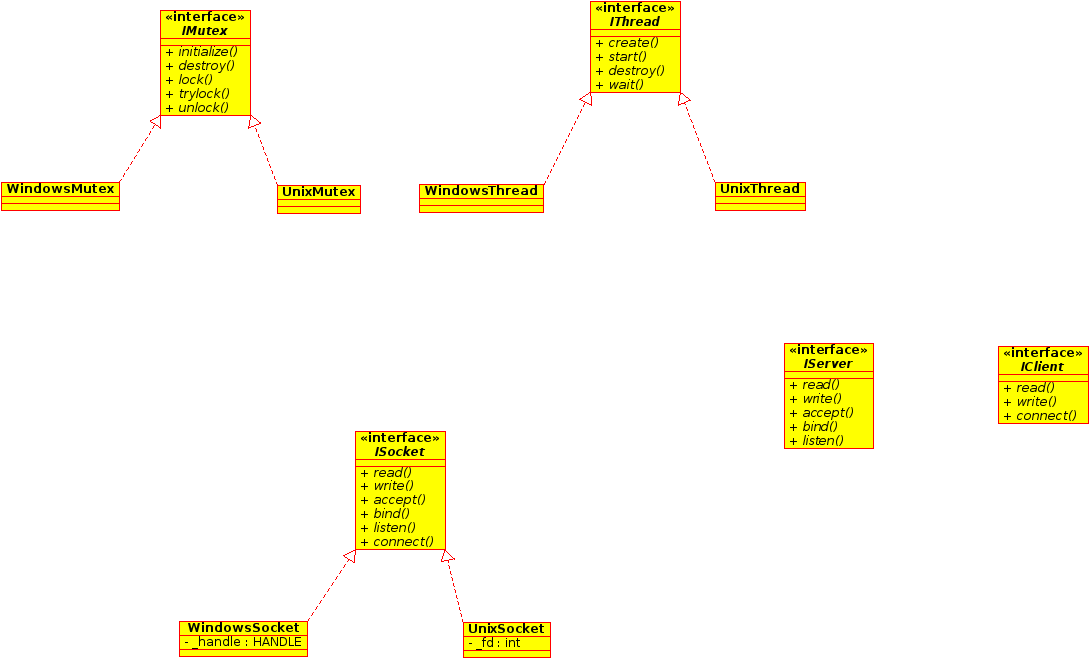 «interface»
IMutex
+ initialize()
+ destroy()
+ lock()
+ trylock()
+ unlock()
«interface»
IThread
+ create()
+ start()
+ destroy()
+ wait()
WindowsMutex
UnixMutex
WindowsThread
UnixThread
«interface»
IServer
+ read()
+ write()
+ accept()
+ bind()
+ listen()
«interface»
IClient
+ read()
+ write()
+ connect()
«interface»
ISocket
+ read()
+ write()
+ accept()
+ bind()
+ listen()
+ connect()
WindowsSocket
- _handle : HANDLE
UnixSocket
- _fd : int